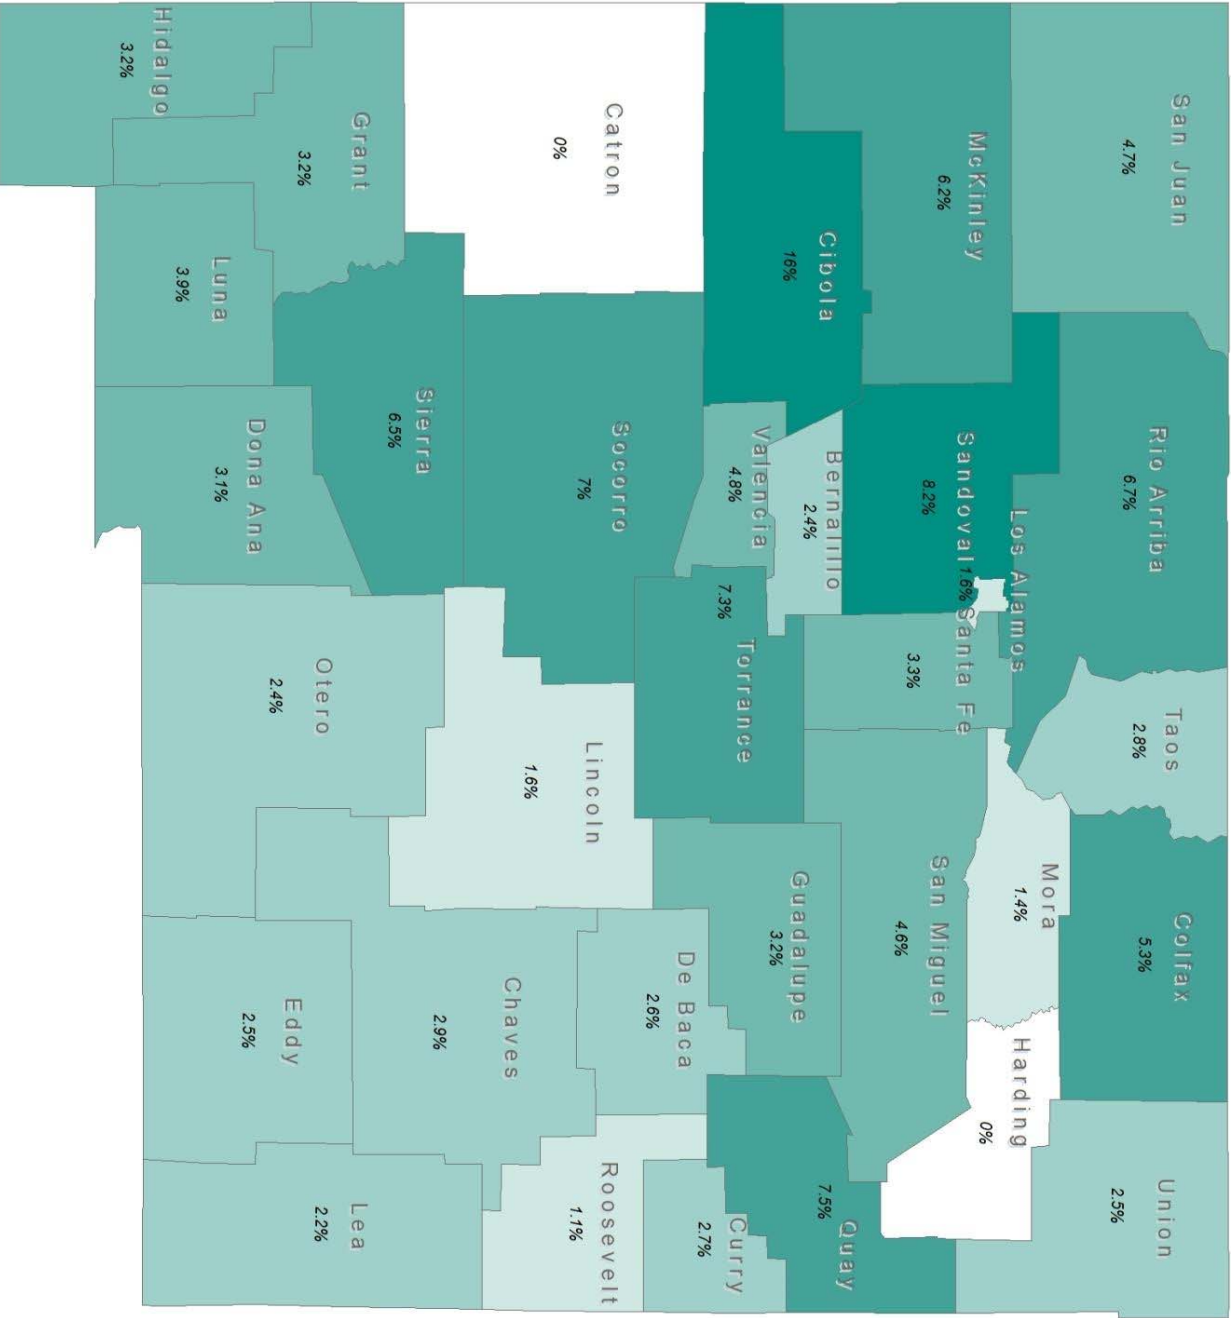 San Juan
4.7%
Rio Arriba
6.7%
Taos
2.8%
Colfax
5.3%
Union
2.5%
McKinley
6.2%
Sandoval
8.2%
Los Alamos
1.6%
Santa Fe
3.3%
Mora
1.4%
Harding
0%
San Miguel
4.6%
Cibola
16%
Bernalillo
2.4%
Valencia
4.8%
Torrance
7.3%
Guadalupe
3.2%
Quay
7.5%
Curry
2.7%
De Baca
2.6%
Roosevelt
1.1%
Catron
0%
Socorro
7%
Lincoln
1.6%
Chaves
2.9%
Grant
3.2%
Sierra
6.5%
Otero
2.4%
Eddy
2.5%
Lea
2.2%
Hidalgo
3.2%
Luna
3.9%
Dona Ana
3.1%